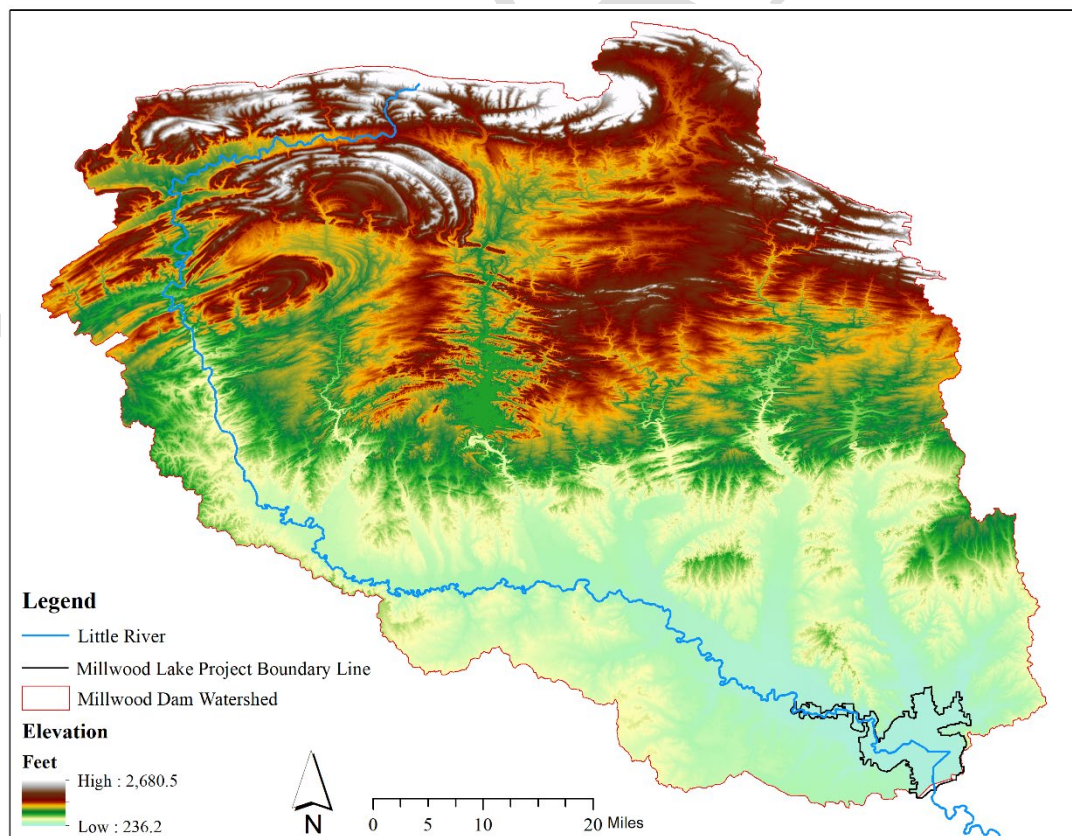 Legend
Little River
Millwood Lake Project Boundary Line
Millwood Dam Watershed
Elevation
Feet
High : 2,680.5
Low : 236.2
N
0 5 10 20 Miles